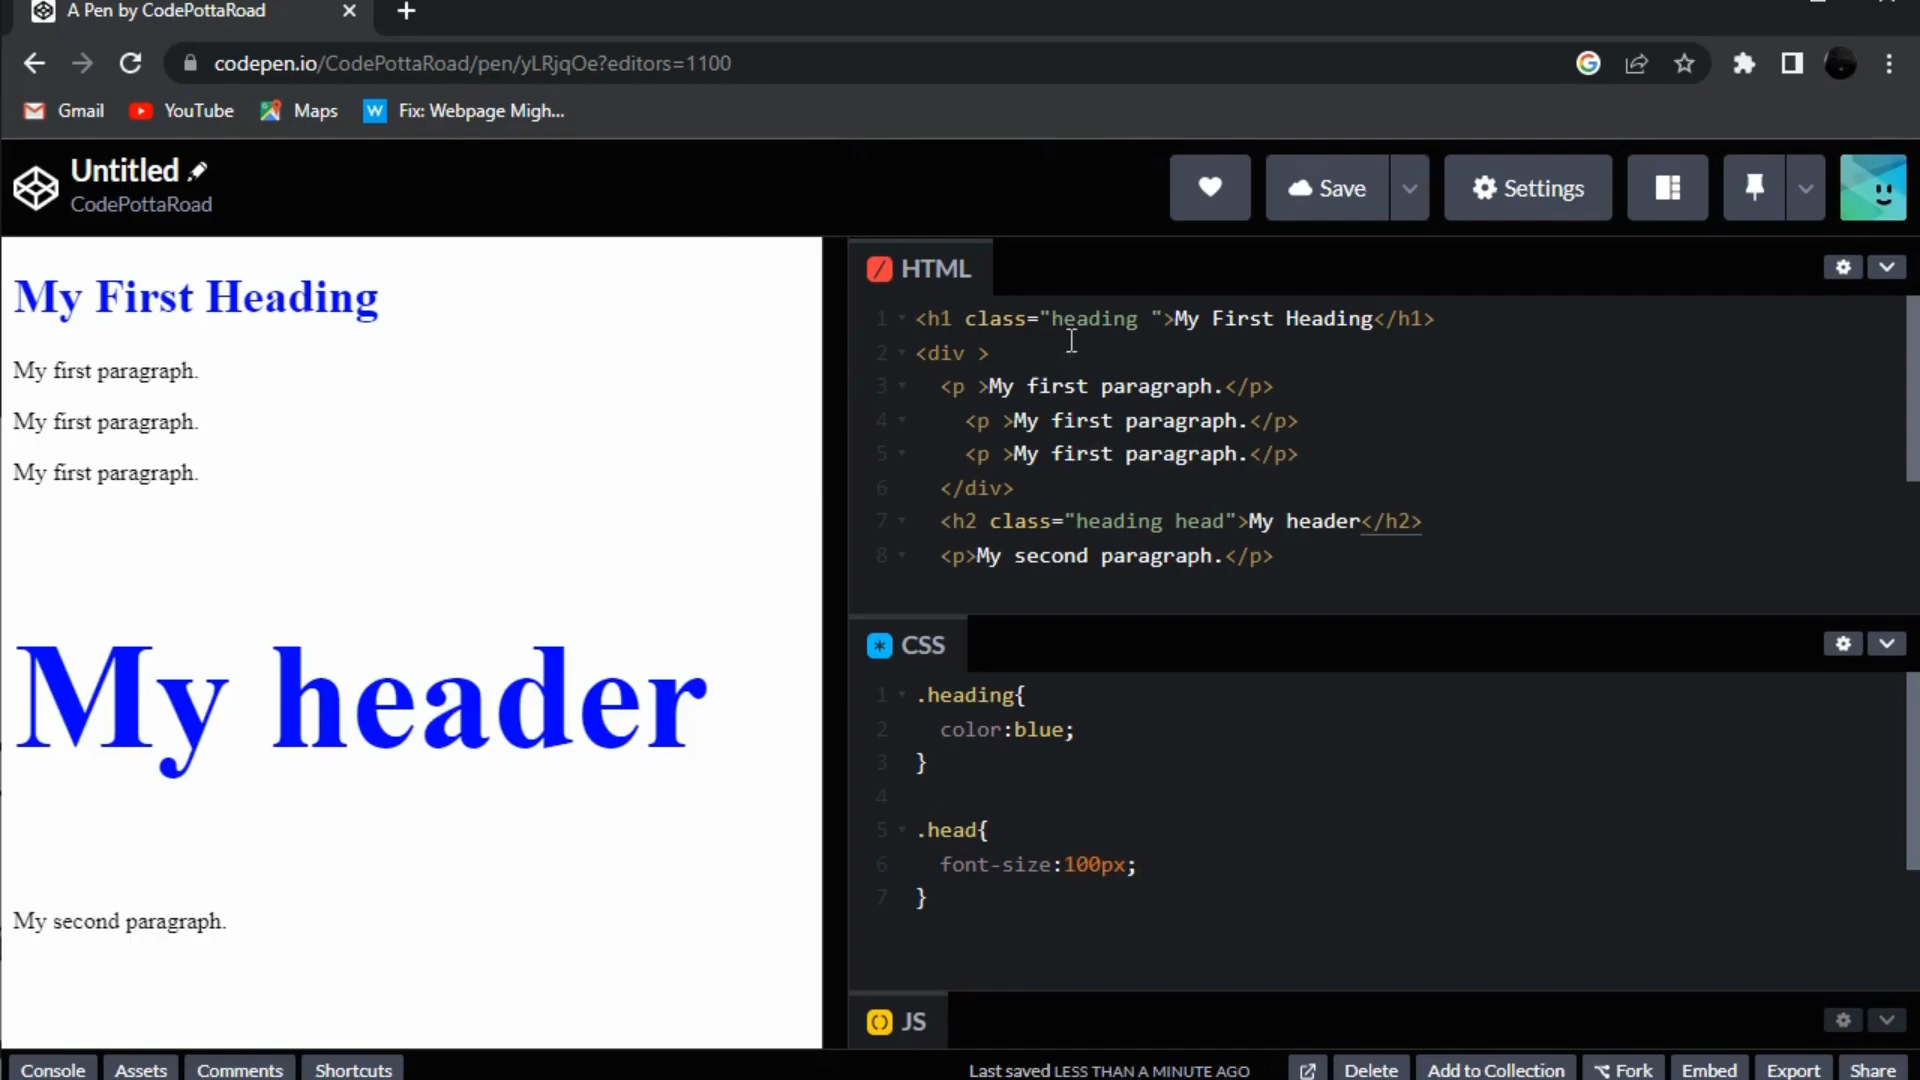 A Pen by CodePottaRoad
codepen.io/CodePottaRoad/pen/yLRjqOe?editors=1100
Gmail YouTube Maps W Fix: Webpage Migh...
Untitled
CodePottaRoad
Save Settings
My First Heading
My first paragraph.
My first paragraph.
My first paragraph.
My header
My second paragraph.
HTML
1 <h1 class="heading ">My First Heading</h1>
2 <div >
3 <p >My first paragraph.</p>
4 <p >My first paragraph.</p>
5 <p >My first paragraph.</p>
6 </div>
7 <h2 class="heading head">My header</h2>
8 <p>My second paragraph.</p>
CSS
1 .heading{
2 color:blue;
3 }
4
5 .head{
6 font-size:100px;
7 }
JS
Console Assets Comments Shortcuts Last saved LESS THAN A MINUTE AGO Delete Add to Collection Fork Embed Export Share